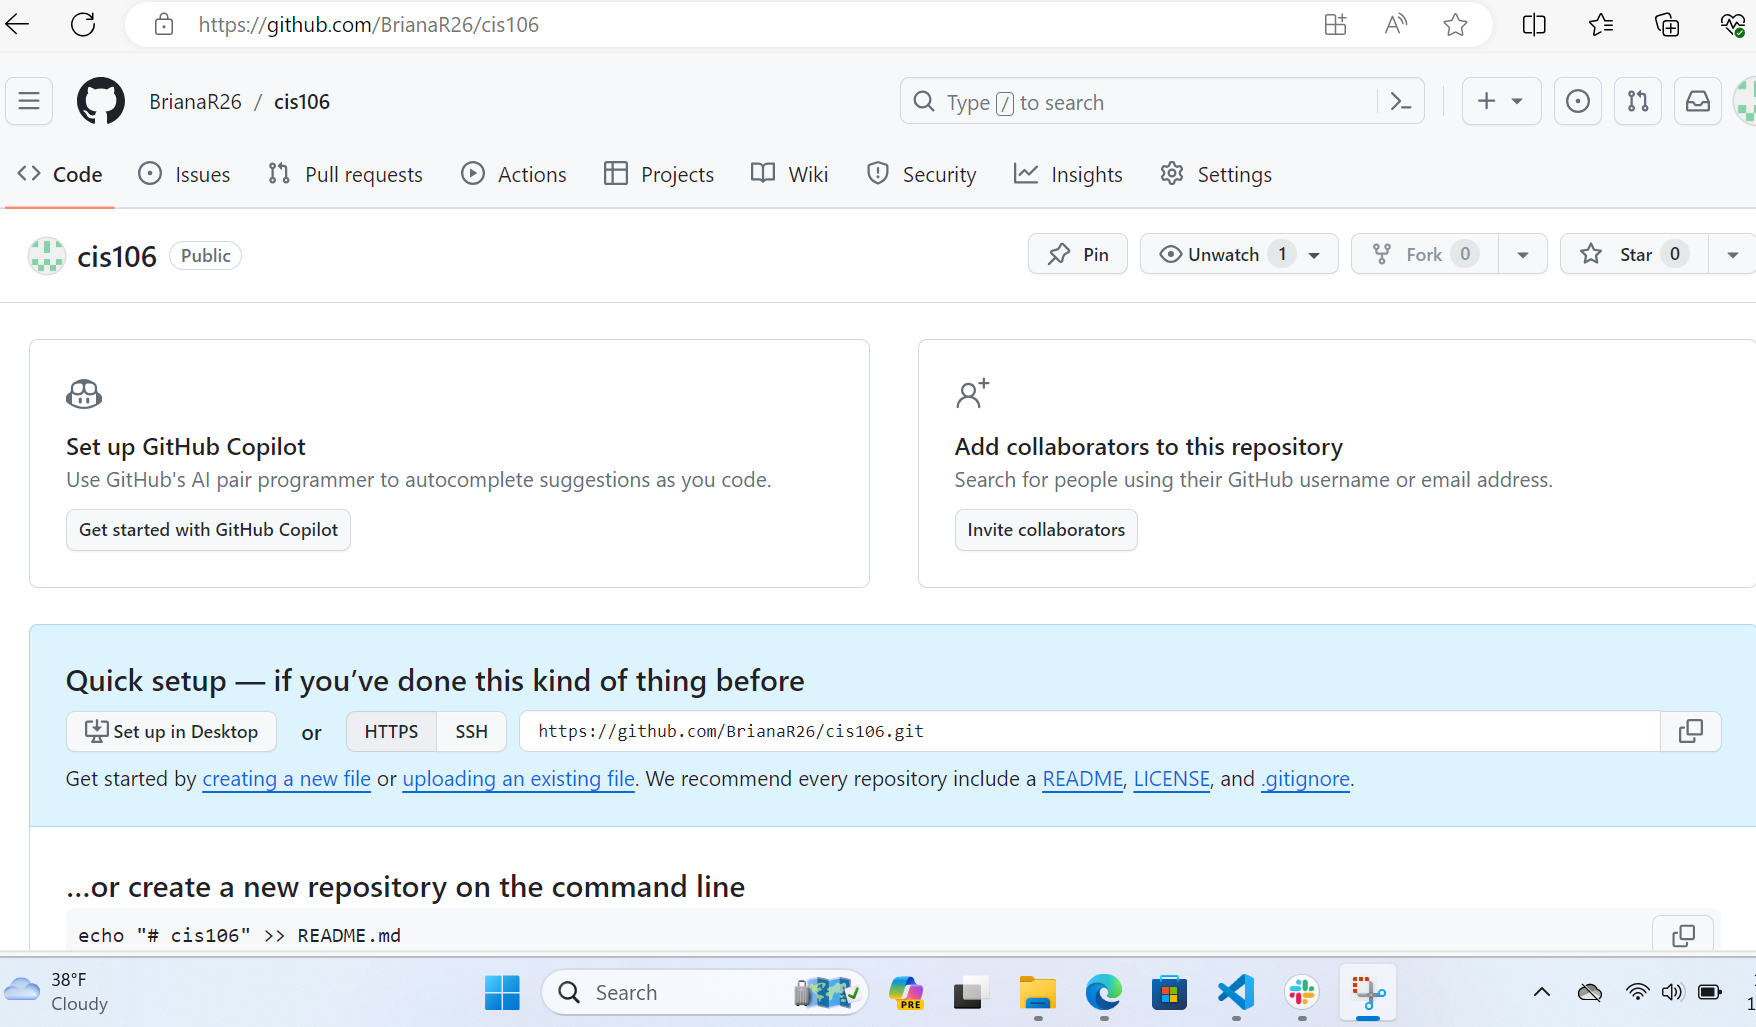 https://github.com/BrianaR26/cis106
BrianaR26 / cis106
Type / to search
Code Issues Pull requests Actions Projects Wiki Security Insights Settings
cis106 Public
Pin Unwatch 1 Fork 0 Star 0
Set up GitHub Copilot
Use GitHub's AI pair programmer to autocomplete suggestions as you code.
Get started with GitHub Copilot
Add collaborators to this repository
Search for people using their GitHub username or email address.
Invite collaborators
Quick setup — if you’ve done this kind of thing before
Set up in Desktop or HTTPS SSH https://github.com/BrianaR26/cis106.git
Get started by creating a new file or uploading an existing file. We recommend every repository include a README, LICENSE, and .gitignore.
…or create a new repository on the command line
echo "# cis106" >> README.md
38°F
Cloudy
Search
PRE